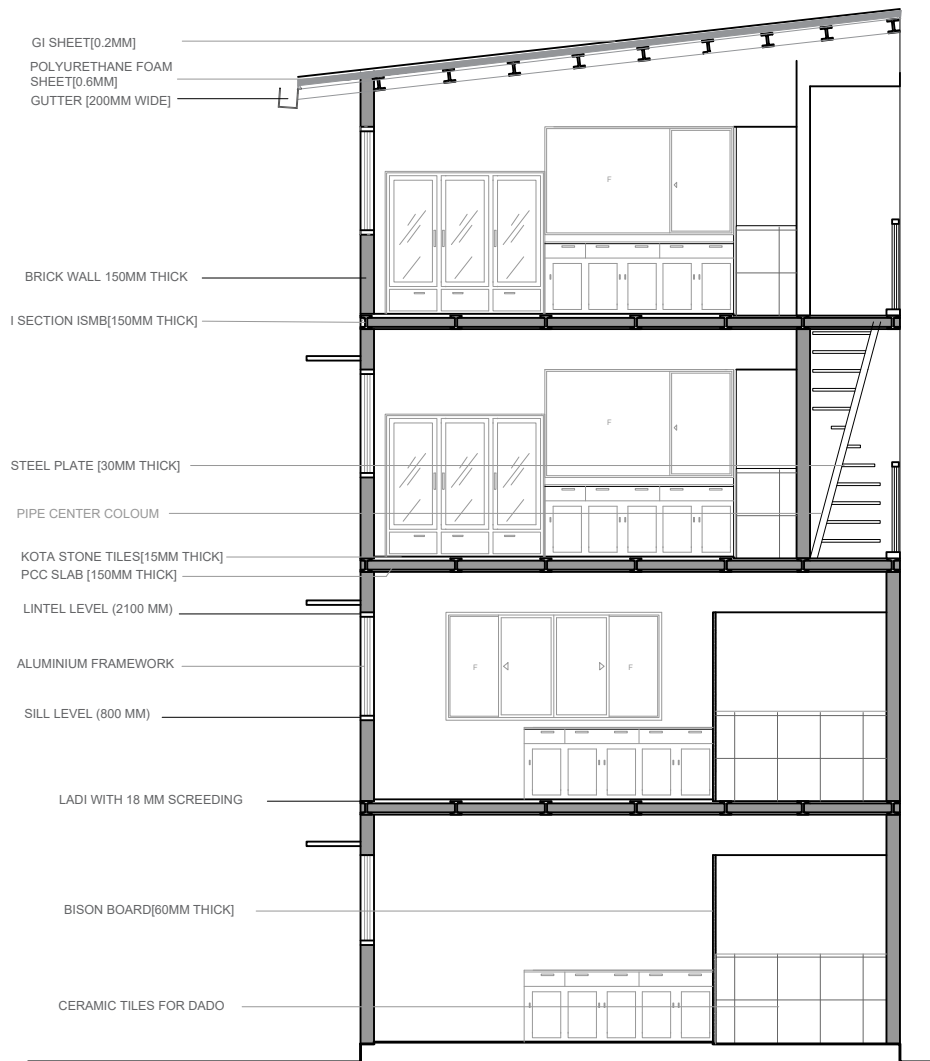 GI SHEET[0.2MM]
POLYURETHANE FOAM
SHEET[0.6MM]
GUTTER [200MM WIDE]
F
BRICK WALL 150MM THICK
I SECTION ISMB[150MM THICK]
F
STEEL PLATE [30MM THICK]
PIPE CENTER COLOUM
KOTA STONE TILES[15MM THICK]
PCC SLAB [150MM THICK]
LINTEL LEVEL (2100 MM)
ALUMINIUM FRAMEWORK
F F
SILL LEVEL (800 MM)
LADI WITH 18 MM SCREEDING
BISON BOARD[60MM THICK]
CERAMIC TILES FOR DADO